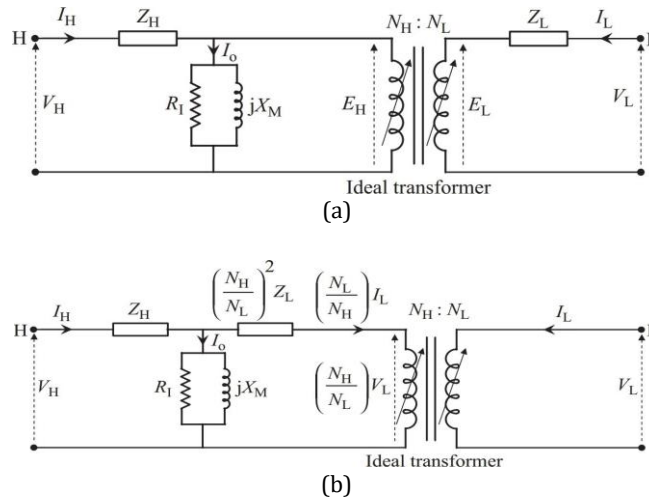 H I_H Z_H N_H : N_L Z_L I_L
I_o
V_H R_I jX_M E_H E_L V_L
Ideal transformer
(a)
(N_H/N_L)^2 Z_L (N_L/N_H) I_L N_H : N_L I_L
H I_H Z_H
I_o
V_H R_I jX_M (N_H/N_L) V_L V_L
Ideal transformer
(b)